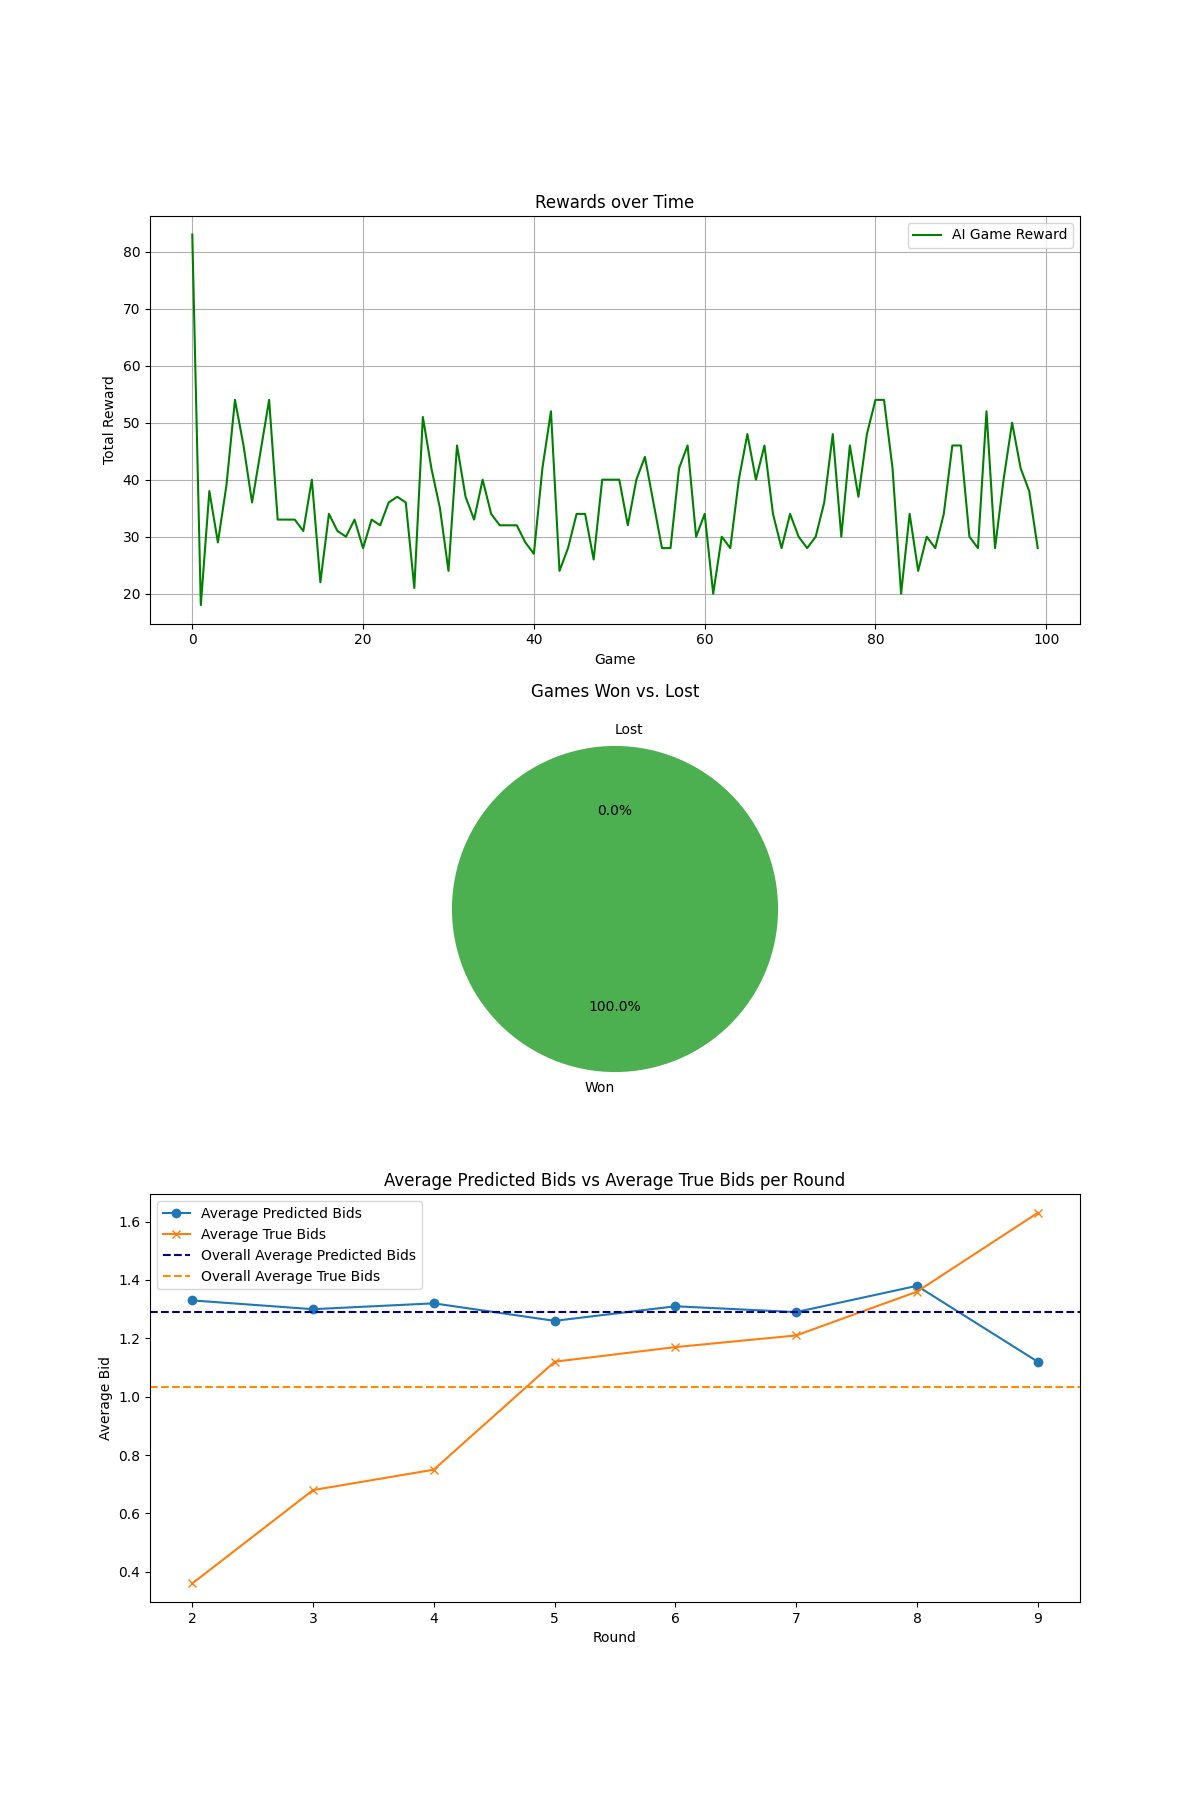 Rewards over Time
AI Game Reward
80
70
60
50
40
30
20
Total Reward
0 20 40 60 80 100
Game
Games Won vs. Lost
Lost
0.0%
100.0%
Won
Average Predicted Bids vs Average True Bids per Round
Average Predicted Bids
Average True Bids
Overall Average Predicted Bids
Overall Average True Bids
1.6
1.4
1.2
1.0
0.8
0.6
0.4
Average Bid
2 3 4 5 6 7 8 9
Round